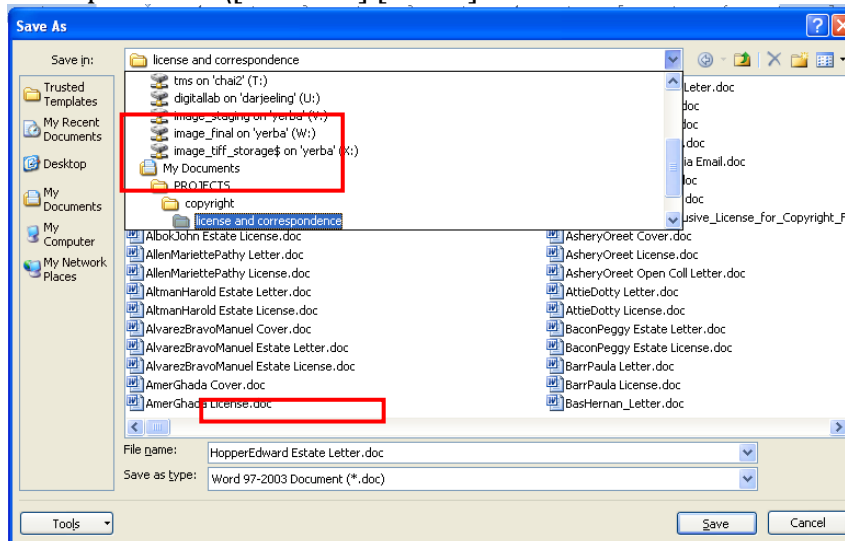 Save As
Save in:
license and correspondence
tms on 'chai2' (T:)
digitallab on 'darjeeling' (U:)
image_staging on 'yerba' (V:)
image_final on 'yerba' (W:)
image_tiff_storage$ on 'yerba' (X:)
My Documents
PROJECTS
copyright
license and correspondence
Trusted
Templates
My Recent
Documents
Desktop
My
Documents
My
Computer
My Network
Places
AlbokJohn Estate License.doc
AllenMariettePathy Letter.doc
AllenMariettePathy License.doc
AltmanHarold Estate Letter.doc
AltmanHarold Estate License.doc
AlvarezBravoManuel Cover.doc
AlvarezBravoManuel Estate Letter.doc
AlvarezBravoManuel Estate License.doc
AmerGhada Cover.doc
AmerGhada License.doc
Letter.doc
doc
doc
.doc
ia Email.doc
doc
doc
usive_License_for_Copyright_F
AsheryOreet Cover.doc
AsheryOreet License.doc
AsheryOreet Open Coll Letter.doc
AttieDotty Letter.doc
AttieDotty License.doc
BaconPeggy Estate Letter.doc
BaconPeggy Estate License.doc
BarrPaula Letter.doc
BarrPaula License.doc
BasHernan_Letter.doc
File name:
HopperEdward Estate Letter.doc
Save as type:
Word 97-2003 Document (*.doc)
Tools
Save
Cancel